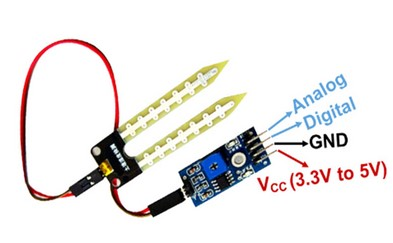 Analog
Digital
GND
VCC (3.3V to 5V)